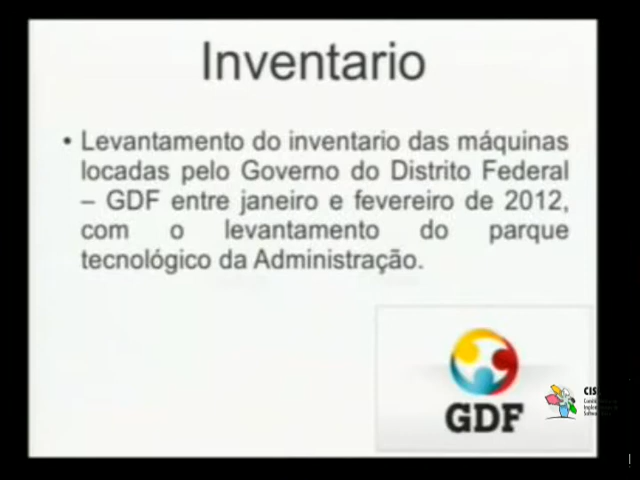 Inventario
• Levantamento do inventario das máquinas
locadas pelo Governo do Distrito Federal
– GDF entre janeiro e fevereiro de 2012,
com o levantamento do parque
tecnológico da Administração.
GDF
CIS